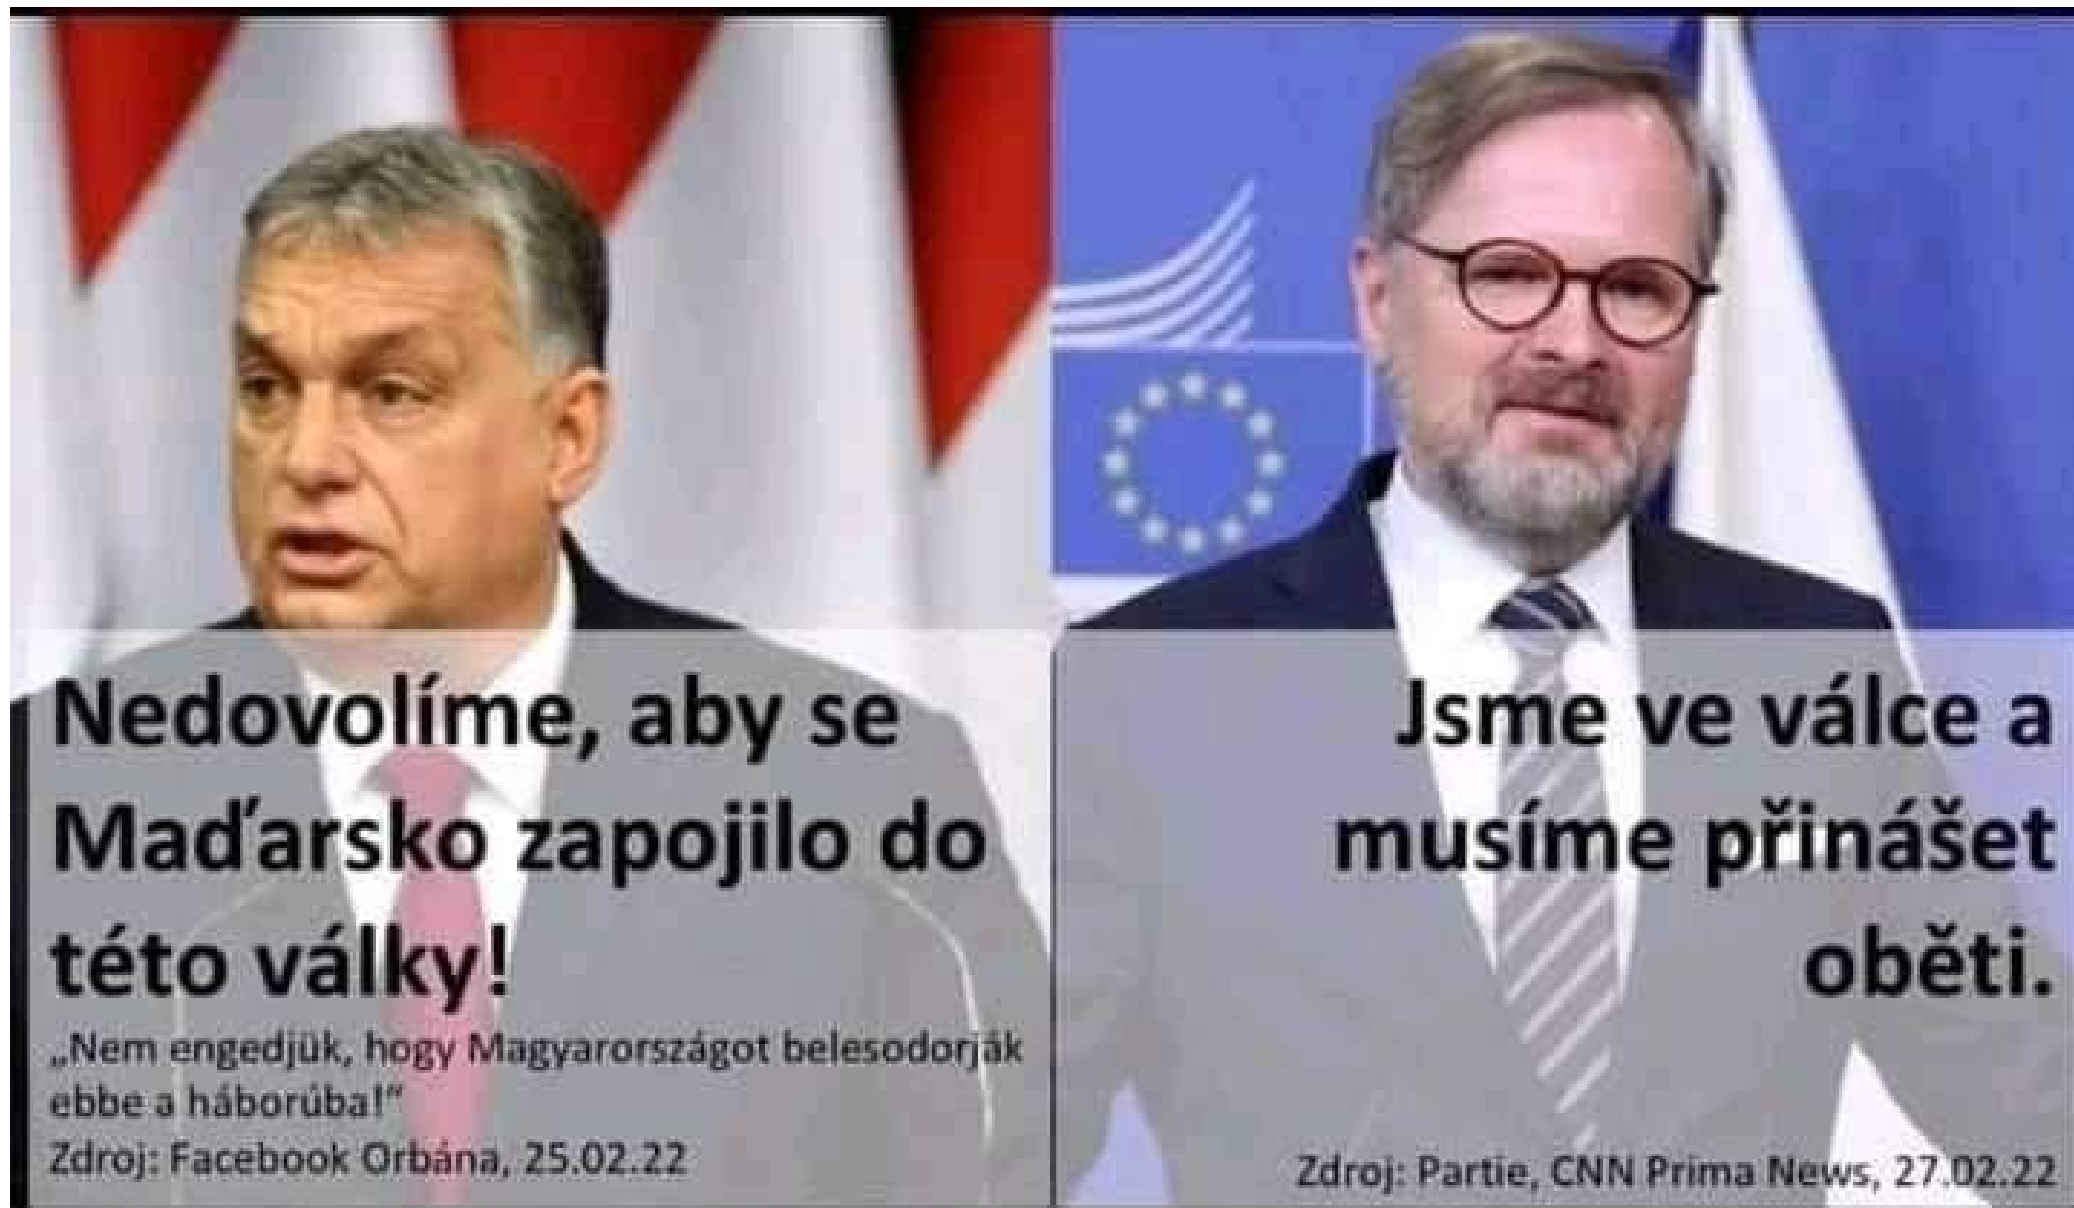 Nedovolíme, aby se
Maďarsko zapojilo do
této války!
„Nem engedjük, hogy Magyarországot belesodorják
ebbe a háborúba!“
Zdroj: Facebook Orbána, 25.02.22
Jsme ve válce a
musíme přinášet
oběti.
Zdroj: Partie, CNN Prima News, 27.02.22